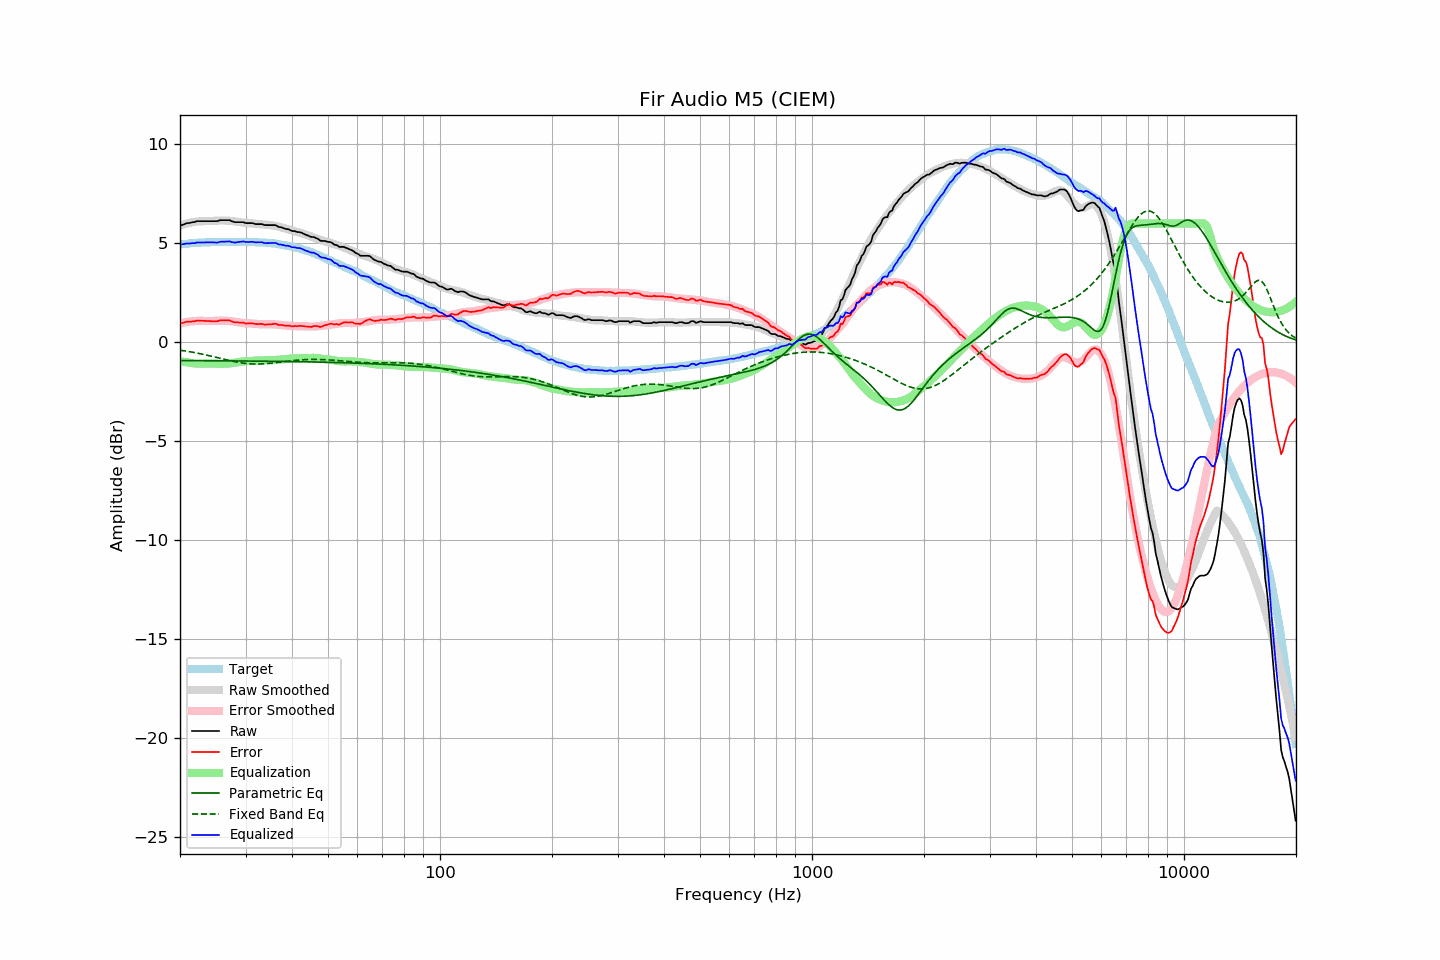 Fir Audio M5 (CIEM)
10
5
0
−5
−10
−15
−20
−25
Amplitude (dBr)
Target
Raw Smoothed
Error Smoothed
Raw
Error
Equalization
Parametric Eq
Fixed Band Eq
Equalized
100
1000
10000
Frequency (Hz)